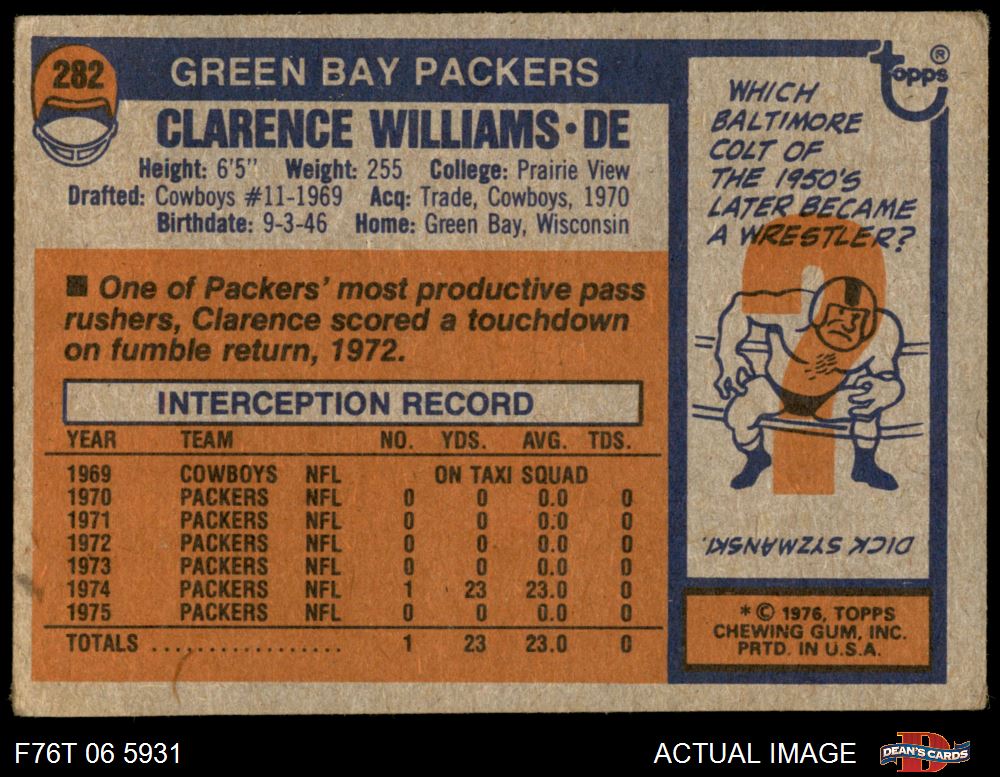 282
GREEN BAY PACKERS
CLARENCE WILLIAMS • DE
Height: 6'5" Weight: 255 College: Prairie View
Drafted: Cowboys #11-1969 Acq: Trade, Cowboys, 1970
Birthdate: 9-3-46 Home: Green Bay, Wisconsin
■ One of Packers' most productive pass
rushers, Clarence scored a touchdown
on fumble return, 1972.
INTERCEPTION RECORD
YEAR TEAM NO. YDS. AVG. TDS.
1969 COWBOYS NFL ON TAXI SQUAD
1970 PACKERS NFL 0 0 0.0 0
1971 PACKERS NFL 0 0 0.0 0
1972 PACKERS NFL 0 0 0.0 0
1973 PACKERS NFL 0 0 0.0 0
1974 PACKERS NFL 1 23 23.0 0
1975 PACKERS NFL 0 0 0.0 0
TOTALS .................. 1 23 23.0 0
Topps ®
WHICH
BALTIMORE
COLT OF
THE 1950'S
LATER BECAME
A WRESTLER?
?
DICK SYZMANSKI.
* © 1976, TOPPS
CHEWING GUM, INC.
PRTD. IN U.S.A.
F76T 06 5931
ACTUAL IMAGE
DEAN'S CARDS